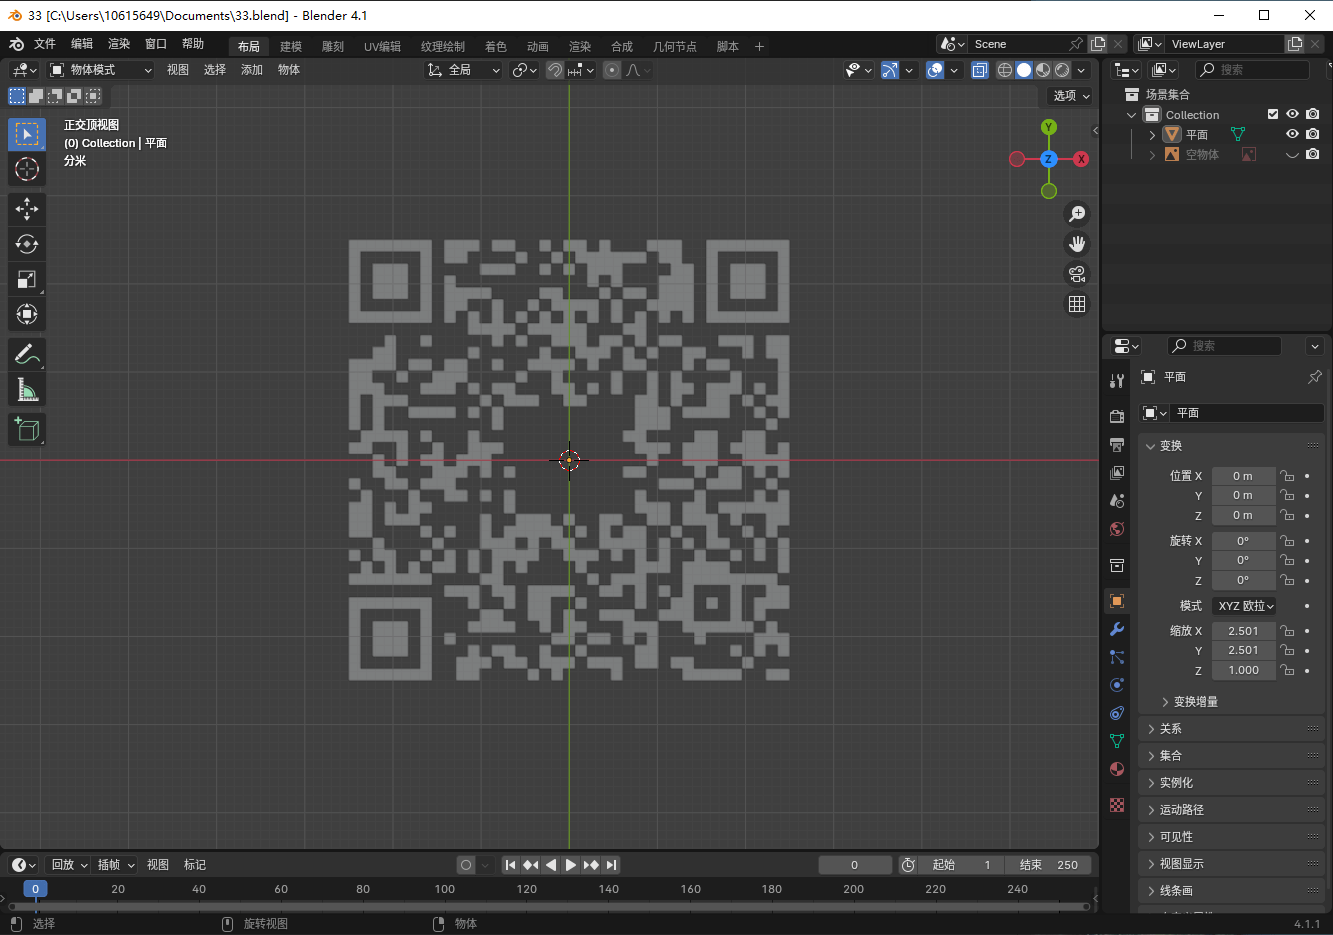 33 [C:\Users\10615649\Documents\33.blend] - Blender 4.1
文件 编辑 渲染 窗口 帮助 布局 建模 雕刻 UV编辑 纹理绘制 着色 动画 渲染 合成 几何节点 脚本 + Scene ViewLayer
物体模式 视图 选择 添加 物体 全局 搜索
选项
正交顶视图
(0) Collection | 平面
分米
Y
X
Z
场景集合
Collection
平面
空物体
搜索
平面
平面
变换
位置 X 0 m
Y 0 m
Z 0 m
旋转 X 0°
Y 0°
Z 0°
模式 XYZ 欧拉
缩放 X 2.501
Y 2.501
Z 1.000
变换增量
关系
集合
实例化
运动路径
可见性
视图显示
线条画
回放 插帧 视图 标记 0 起始 1 结束 250
0 20 40 60 80 100 120 140 160 180 200 220 240
选择 旋转视图 物体 4.1.1